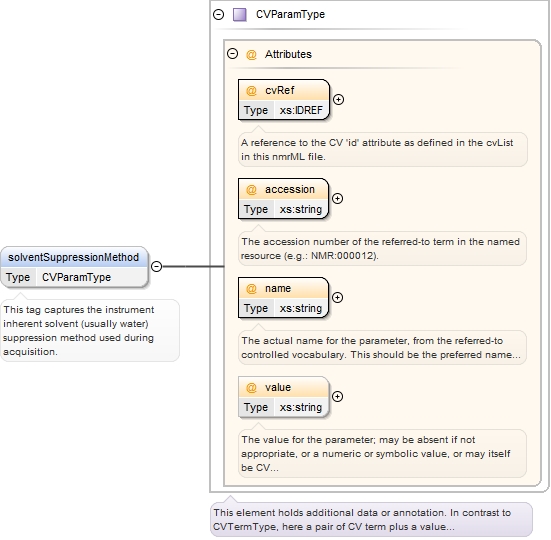 CVParamType
@ Attributes
@ cvRef
Type xs:IDREF
A reference to the CV 'id' attribute as defined in the cvList
in this nmrML file.
@ accession
Type xs:string
The accession number of the referred-to term in the named
resource (e.g.: NMR:000012).
solventSuppressionMethod
Type CVParamType
This tag captures the instrument
inherent solvent (usually water)
suppression method used during
acquisition.
@ name
Type xs:string
The actual name for the parameter, from the referred-to
controlled vocabulary. This should be the preferred name...
@ value
Type xs:string
The value for the parameter; may be absent if not
appropriate, or a numeric or symbolic value, or may itself
be CV...
This element holds additional data or annotation. In contrast to
CVTermType, here a pair of CV term plus a value...